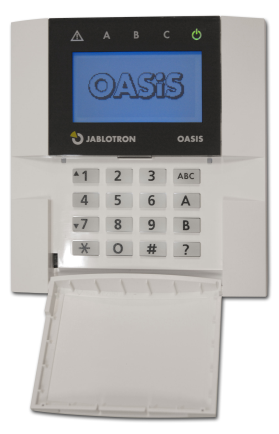 A B C
OASiS
JABLOTRON OASIS
1 2 3 ABC
4 5 6 A
7 8 9 B
* 0 # ?